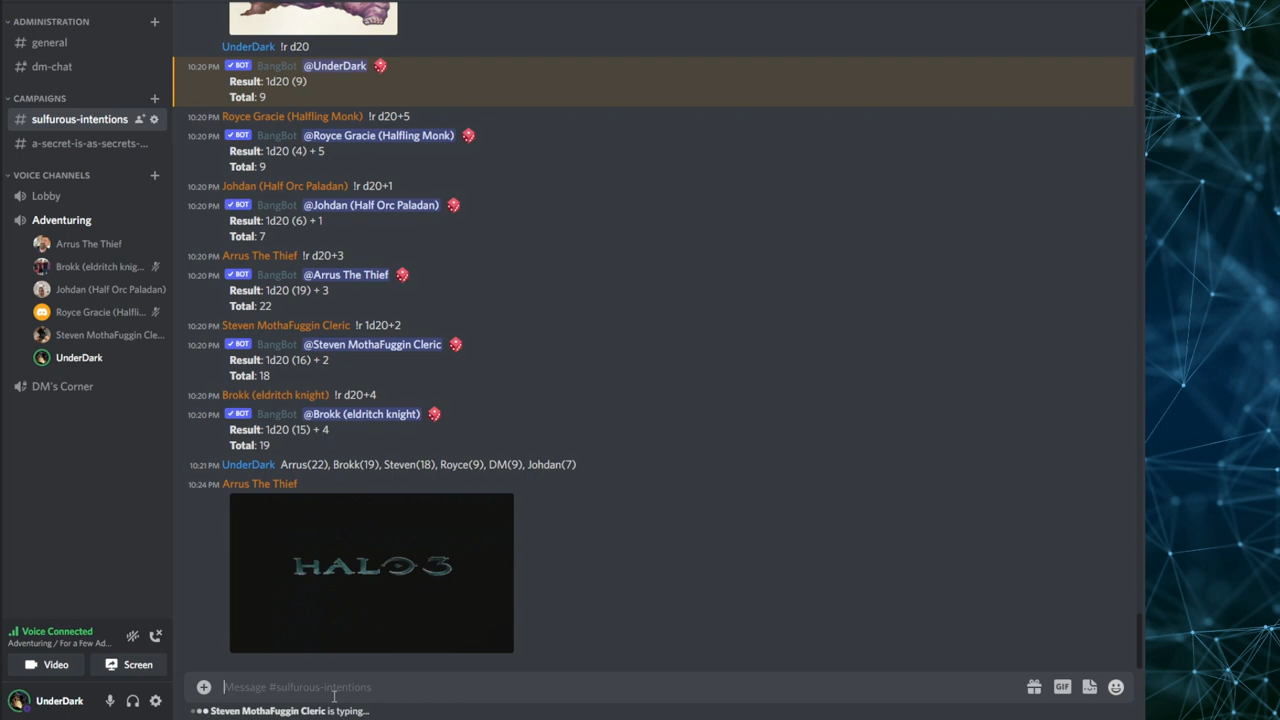 ADMINISTRATION
general
dm-chat
CAMPAIGNS
sulfurous-intentions
a-secret-is-as-secrets-...
VOICE CHANNELS
Lobby
Adventuring
Arrus The Thief
Brokk (eldritch knig...
Johdan (Half Orc Paladan)
Royce Gracie (Halfli...
Steven MothaFuggin Cle...
UnderDark
DM's Corner
Voice Connected
Adventuring / For a Few Ad...
Video Screen
UnderDark
UnderDark !r d20
10:20 PM BOT BangBot @UnderDark
Result: 1d20 (9)
Total: 9
10:20 PM Royce Gracie (Halfling Monk) !r d20+5
10:20 PM BOT BangBot @Royce Gracie (Halfling Monk)
Result: 1d20 (4) + 5
Total: 9
10:20 PM Johdan (Half Orc Paladan) !r d20+1
10:20 PM BOT BangBot @Johdan (Half Orc Paladan)
Result: 1d20 (6) + 1
Total: 7
10:20 PM Arrus The Thief !r d20+3
10:20 PM BOT BangBot @Arrus The Thief
Result: 1d20 (19) + 3
Total: 22
10:20 PM Steven MothaFuggin Cleric !r 1d20+2
10:20 PM BOT BangBot @Steven MothaFuggin Cleric
Result: 1d20 (16) + 2
Total: 18
10:20 PM Brokk (eldritch knight) !r d20+4
10:20 PM BOT BangBot @Brokk (eldritch knight)
Result: 1d20 (15) + 4
Total: 19
10:21 PM UnderDark Arrus(22), Brokk(19), Steven(18), Royce(9), DM(9), Johdan(7)
10:24 PM Arrus The Thief
HALO 3
Message #sulfurous-intentions
GIF
Steven MothaFuggin Cleric is typing...